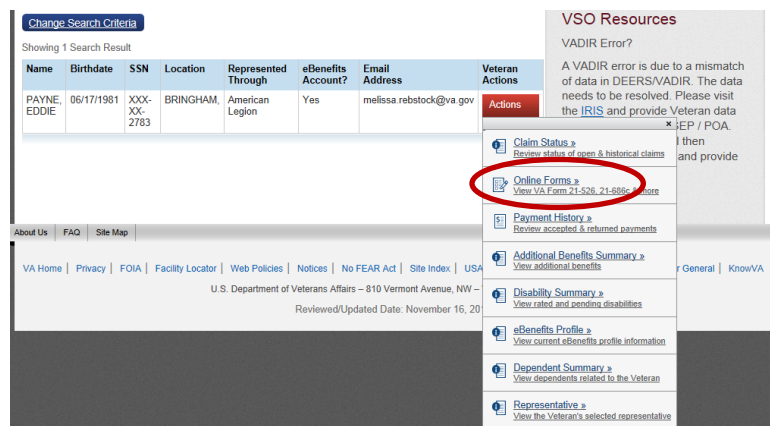 Change Search Criteria
Showing 1 Search Result
Name Birthdate SSN Location Represented Through eBenefits Account? Email Address Veteran Actions
PAYNE, EDDIE 06/17/1981 XXX-XX-2783 BRINGHAM, American Legion Yes melissa.rebstock@va.gov Actions
VSO Resources
VADIR Error?
A VADIR error is due to a mismatch
of data in DEERS/VADIR. The data
needs to be resolved. Please visit
the IRIS and provide Veteran data
SEP / POA.
then
and provide
×
Claim Status »
Review status of open & historical claims
Online Forms »
View VA Form 21-526, 21-686c & more
Payment History »
Review accepted & returned payments
Additional Benefits Summary »
View additional benefits
Disability Summary »
View rated and pending disabilities
eBenefits Profile »
View current eBenefits profile information
Dependent Summary »
View dependents related to the Veteran
Representative »
View the Veteran's selected representative
About Us FAQ Site Map
VA Home | Privacy | FOIA | Facility Locator | Web Policies | Notices | No FEAR Act | Site Index | USA r General | KnowVA
U.S. Department of Veterans Affairs – 810 Vermont Avenue, NW –
Reviewed/Updated Date: November 16, 201